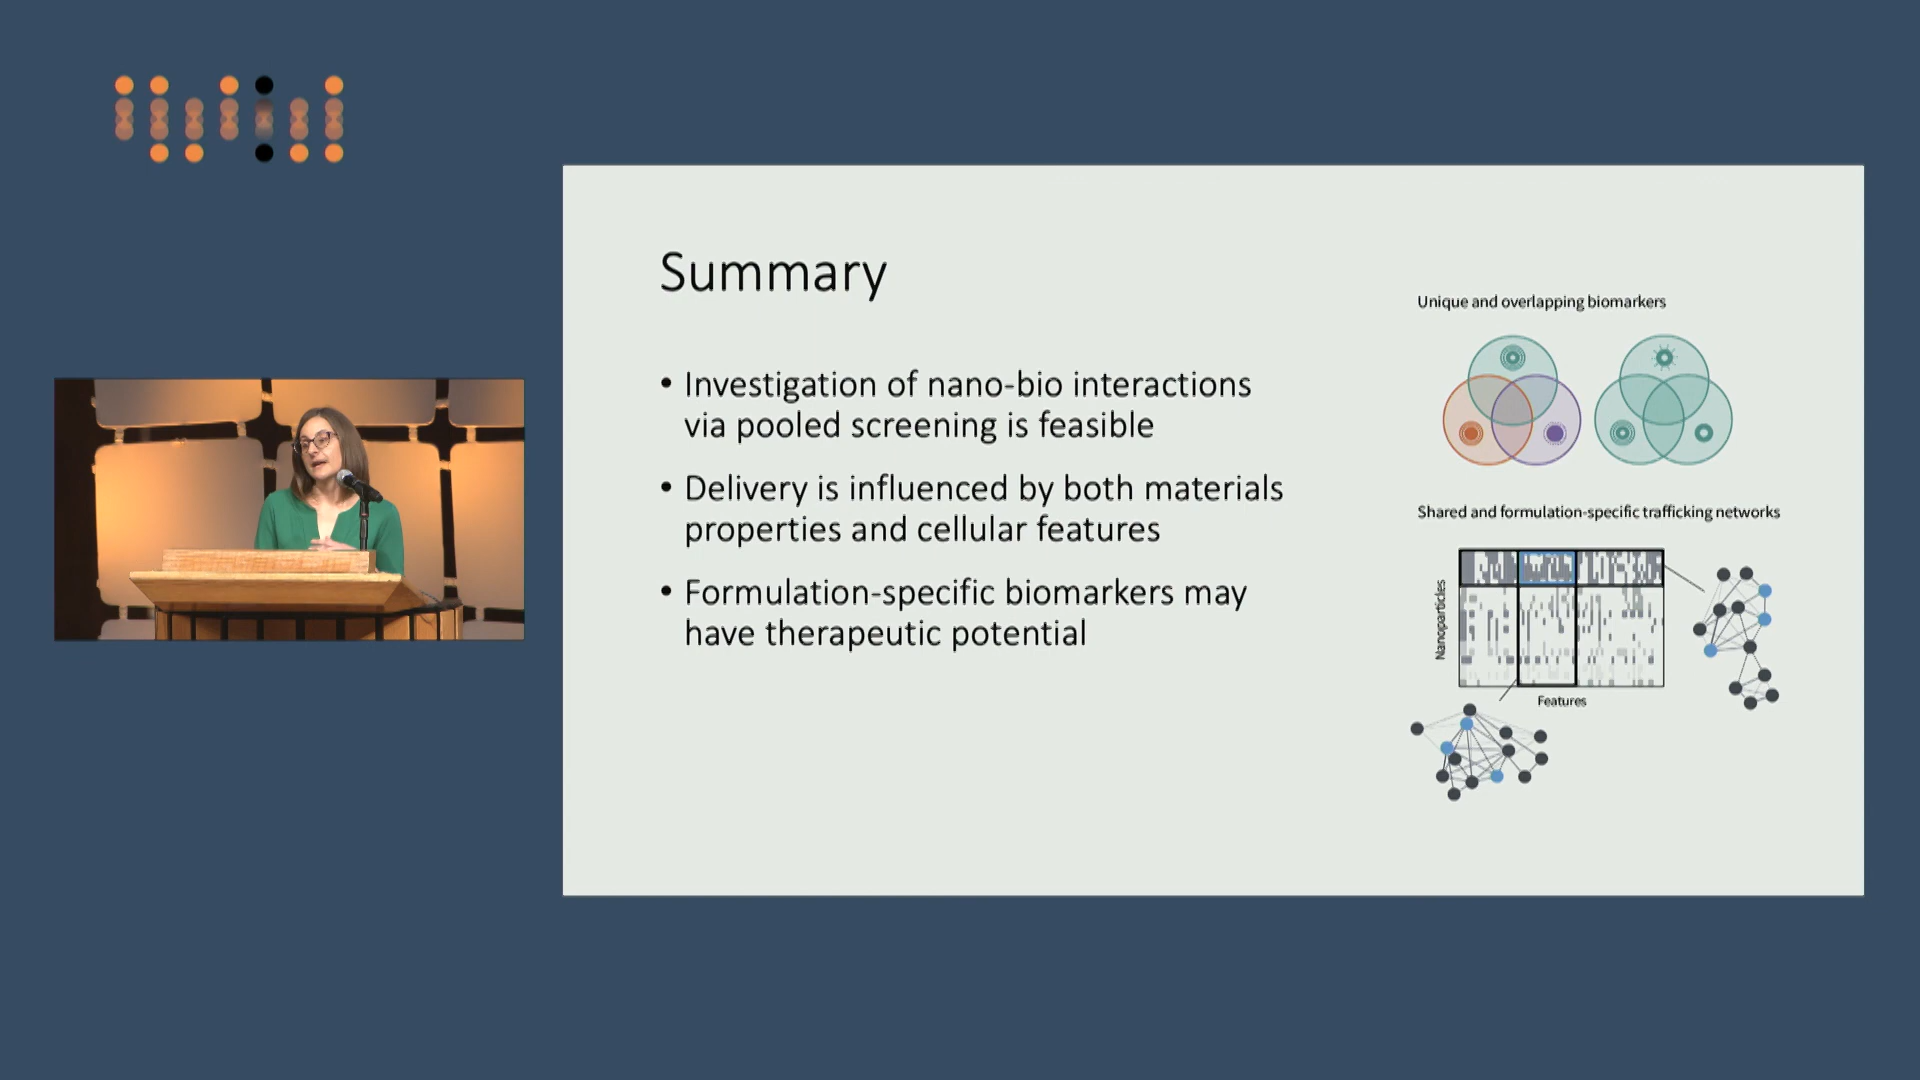 Summary
• Investigation of nano-bio interactions
via pooled screening is feasible
• Delivery is influenced by both materials
properties and cellular features
• Formulation-specific biomarkers may
have therapeutic potential
Unique and overlapping biomarkers
Shared and formulation-specific trafficking networks
Nanoparticles
Features